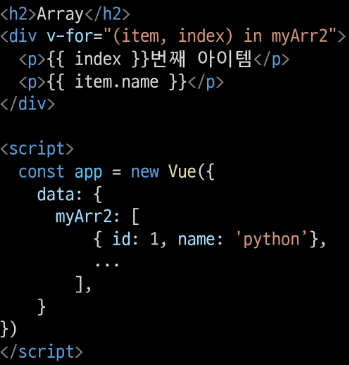 <h2>Array</h2>
<div v-for="(item, index) in myArr2">
  <p>{{ index }}번째 아이템</p>
  <p>{{ item.name }}</p>
</div>

<script>
  const app = new Vue({
    data: {
      myArr2: [
          { id: 1, name: 'python’},
          ...
        ],
    }
})
</script>